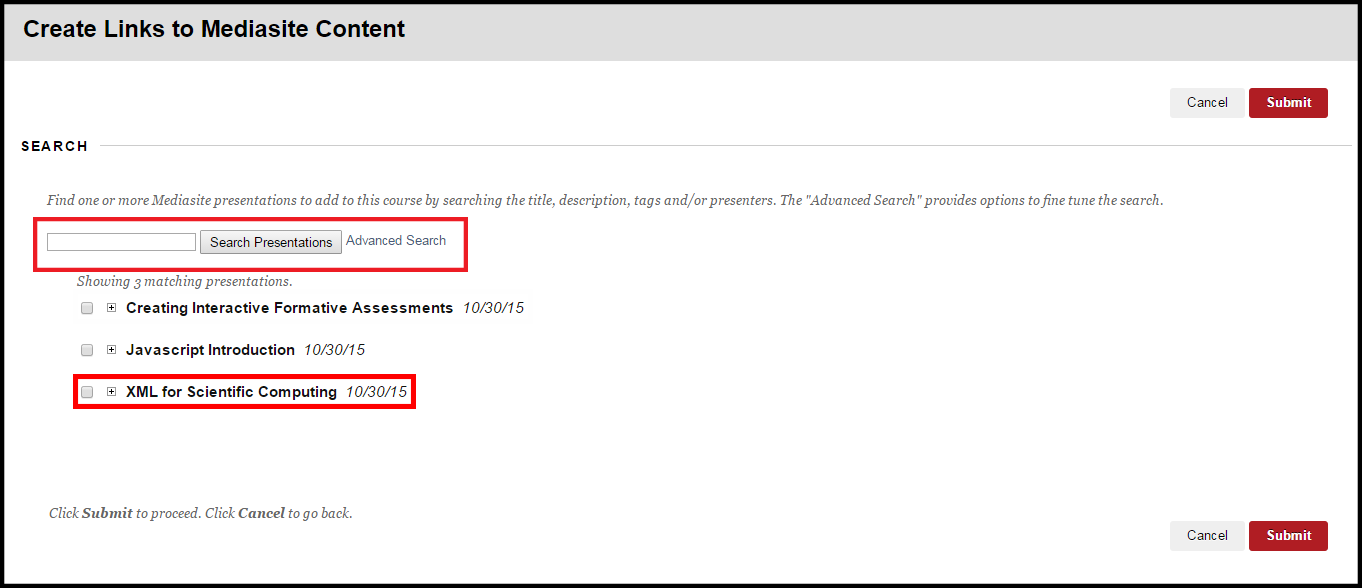 Create Links to Mediasite Content
Cancel Submit
SEARCH
Find one or more Mediasite presentations to add to this course by searching the title, description, tags and/or presenters. The "Advanced Search" provides options to fine tune the search.
Search Presentations Advanced Search
Showing 3 matching presentations.
Creating Interactive Formative Assessments 10/30/15
Javascript Introduction 10/30/15
XML for Scientific Computing 10/30/15
Click Submit to proceed. Click Cancel to go back.
Cancel Submit